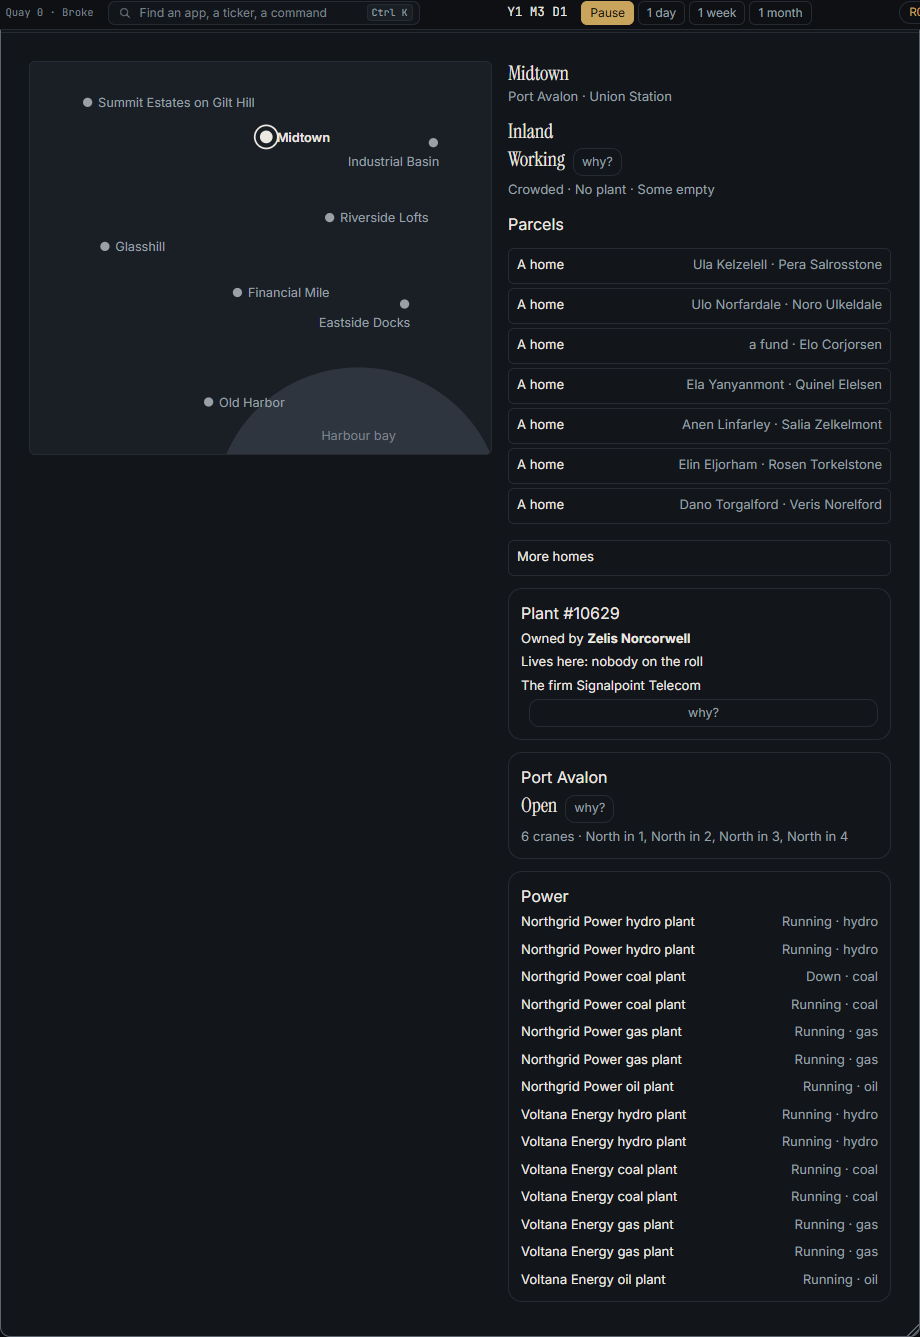 Quay 0 · Broke
Find an app, a ticker, a command
Ctrl K
Y1 M3 D1
Pause
1 day
1 week
1 month
Summit Estates on Gilt Hill
Midtown
Industrial Basin
Riverside Lofts
Glasshill
Financial Mile
Eastside Docks
Old Harbor
Harbour bay
Midtown
Port Avalon · Union Station
Inland
Working why?
Crowded · No plant · Some empty
Parcels
A home Ula Kelzelell · Pera Salrosstone
A home Ulo Norfardale · Noro Ulkeldale
A home a fund · Elo Corjorsen
A home Ela Yanyanmont · Quinel Elelsen
A home Anen Linfarley · Salia Zelkelmont
A home Elin Eljorham · Rosen Torkelstone
A home Dano Torgalford · Veris Norelford
More homes
Plant #10629
Owned by Zelis Norcorwell
Lives here: nobody on the roll
The firm Signalpoint Telecom
why?
Port Avalon
Open why?
6 cranes · North in 1, North in 2, North in 3, North in 4
Power
Northgrid Power hydro plant Running · hydro
Northgrid Power hydro plant Running · hydro
Northgrid Power coal plant Down · coal
Northgrid Power coal plant Running · coal
Northgrid Power gas plant Running · gas
Northgrid Power gas plant Running · gas
Northgrid Power oil plant Running · oil
Voltana Energy hydro plant Running · hydro
Voltana Energy hydro plant Running · hydro
Voltana Energy coal plant Running · coal
Voltana Energy coal plant Running · coal
Voltana Energy gas plant Running · gas
Voltana Energy gas plant Running · gas
Voltana Energy oil plant Running · oil